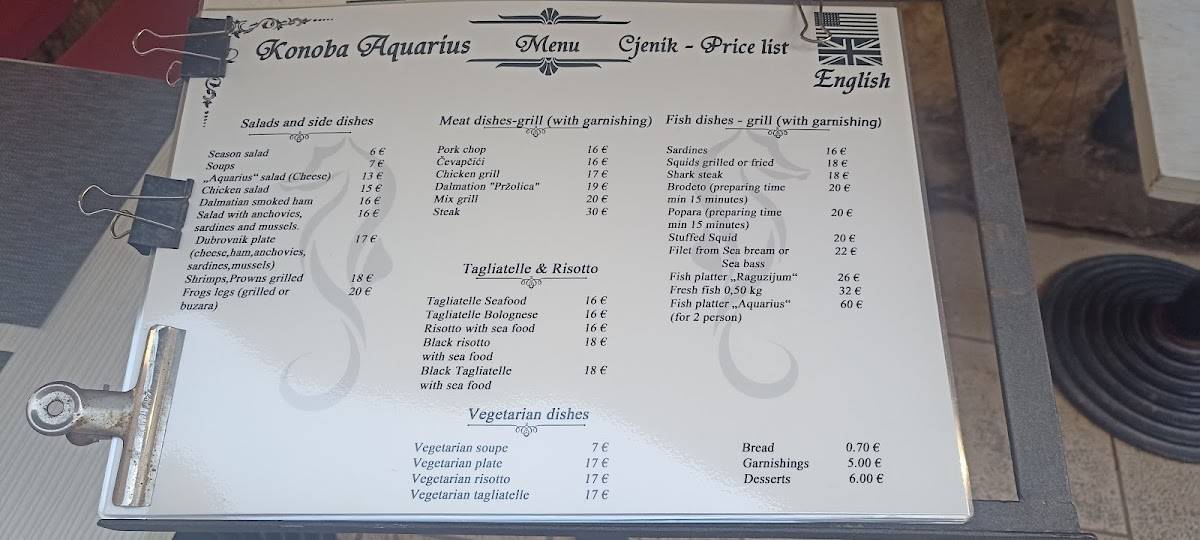 Konoba Aquarius Menu Cjenik - Price list
English
Salads and side dishes
Season salad 6 €
Soups 7 €
„Aquarius“ salad (Cheese) 13 €
Chicken salad 15 €
Dalmatian smoked ham 16 €
Salad with anchovies, 16 €
sardines and mussels.
Dubrovnik plate 17 €
(cheese,ham,anchovies,
sardines,mussels)
Shrimps,Prowns grilled 18 €
Frogs legs (grilled or 20 €
buzara)
Meat dishes-grill (with garnishing)
Pork chop 16 €
Čevapčići 16 €
Chicken grill 17 €
Dalmation "Pržolica" 19 €
Mix grill 20 €
Steak 30 €
Tagliatelle & Risotto
Tagliatelle Seafood 16 €
Tagliatelle Bolognese 16 €
Risotto with sea food 16 €
Black risotto 18 €
with sea food
Black Tagliatelle 18 €
with sea food
Vegetarian dishes
Vegetarian soupe 7 €
Vegetarian plate 17 €
Vegetarian risotto 17 €
Vegetarian tagliatelle 17 €
Fish dishes - grill (with garnishing)
Sardines 16 €
Squids grilled or fried 18 €
Shark steak 18 €
Brodeto (preparing time 20 €
min 15 minutes)
Popara (preparing time 20 €
min 15 minutes)
Stuffed Squid 20 €
Filet from Sea bream or 22 €
Sea bass
Fish platter „Raguzijum“ 26 €
Fresh fish 0,50 kg 32 €
Fish platter „Aquarius“ 60 €
(for 2 person)
Bread 0.70 €
Garnishings 5.00 €
Desserts 6.00 €